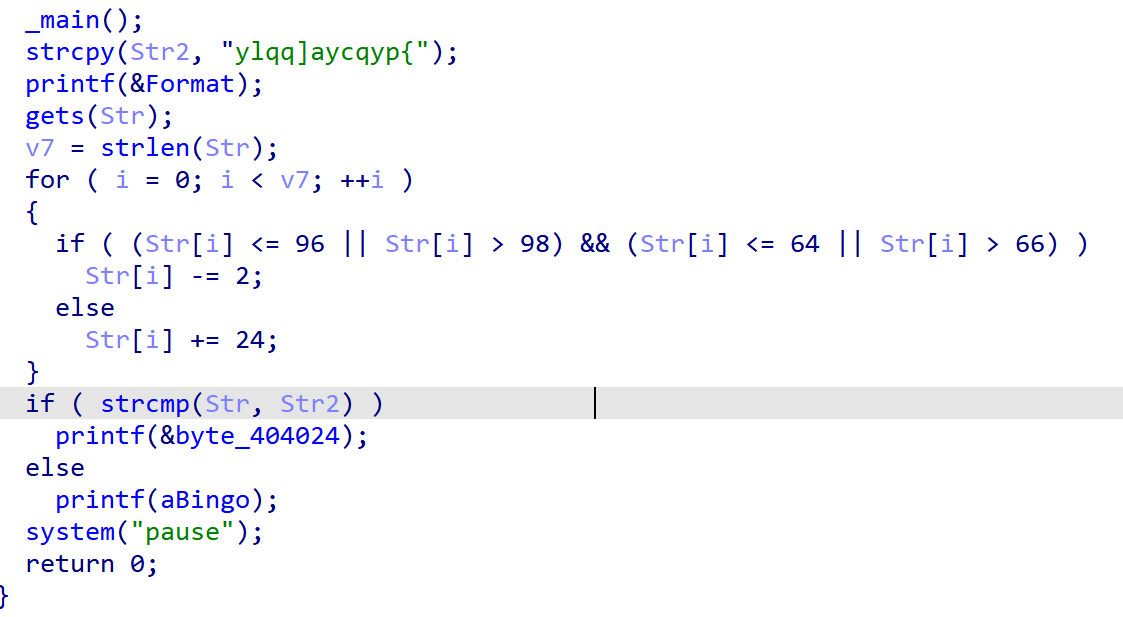 _main();
strcpy(Str2, "ylqq]aycqyp{");
printf(&Format);
gets(Str);
v7 = strlen(Str);
for ( i = 0; i < v7; ++i )
{
if ( (Str[i] <= 96 || Str[i] > 98) && (Str[i] <= 64 || Str[i] > 66) )
Str[i] -= 2;
else
Str[i] += 24;
}
if ( strcmp(Str, Str2) )
printf(&byte_404024);
else
printf(aBingo);
system("pause");
return 0;
}